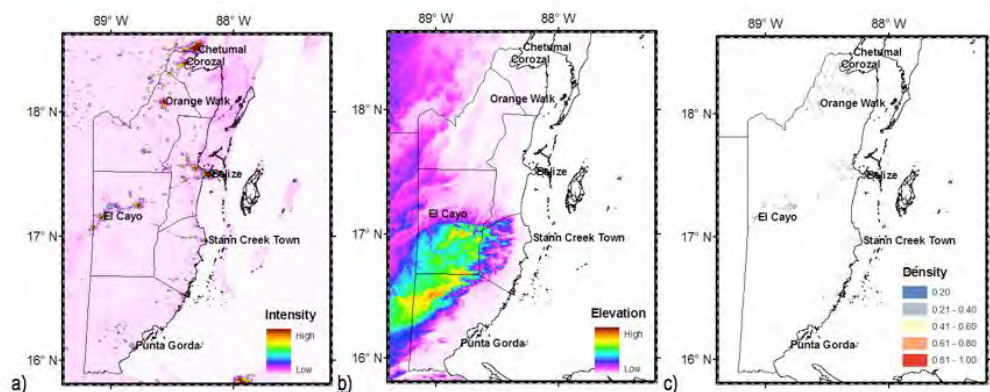 89° W
88° W
Chetumal
Corozal
18° N
Orange Walk
Belize
17° N
El Cayo
Stann Creek Town
Intensity
High
Low
16° N
Punta Gorda
a)
89° W
88° W
Chetumal
Corozal
18° N
Orange Walk
Belize
El Cayo
17° N
Stann Creek Town
Elevation
High
Low
16° N
Punta Gorda
b)
89° W
88° W
Chetumal
Corozal
18° N
Orange Walk
Belize
El Cayo
17° N
Stann Creek Town
Density
0.20
0.21 - 0.40
0.41 - 0.60
0.61 - 0.80
0.81 - 1.00
16° N
Punta Gorda
c)